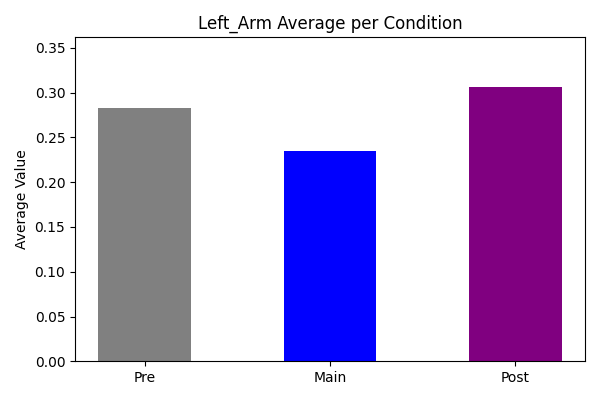 Left_Arm Average per Condition
Average Value
0.35
0.30
0.25
0.20
0.15
0.10
0.05
0.00
Pre
Main
Post